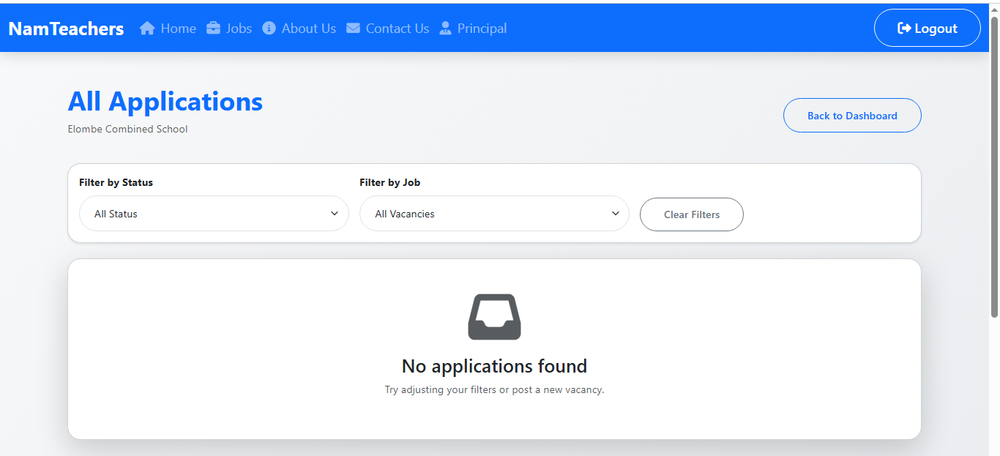 NamTeachers Home Jobs About Us Contact Us Principal Logout
All Applications
Elombe Combined School
Back to Dashboard
Filter by Status Filter by Job
All Status All Vacancies Clear Filters
No applications found
Try adjusting your filters or post a new vacancy.